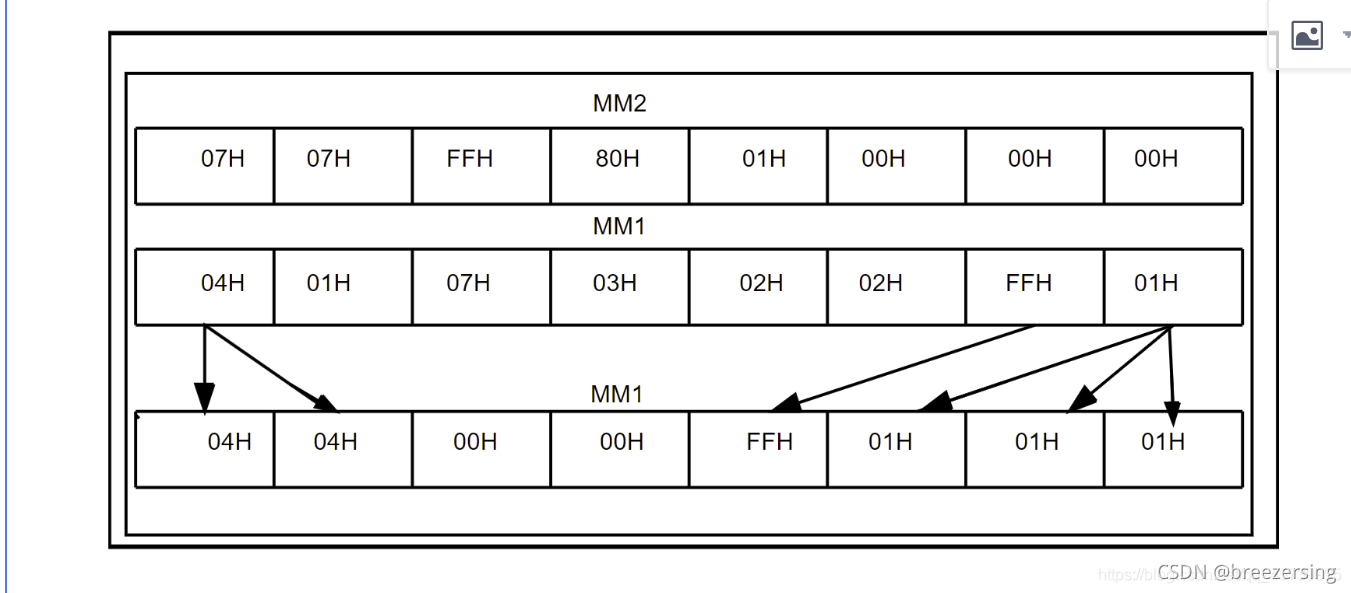 MM2
07H 07H FFH 80H 01H 00H 00H 00H
MM1
04H 01H 07H 03H 02H 02H FFH 01H
MM1
04H 04H 00H 00H FFH 01H 01H 01H
CSDN @breezersing